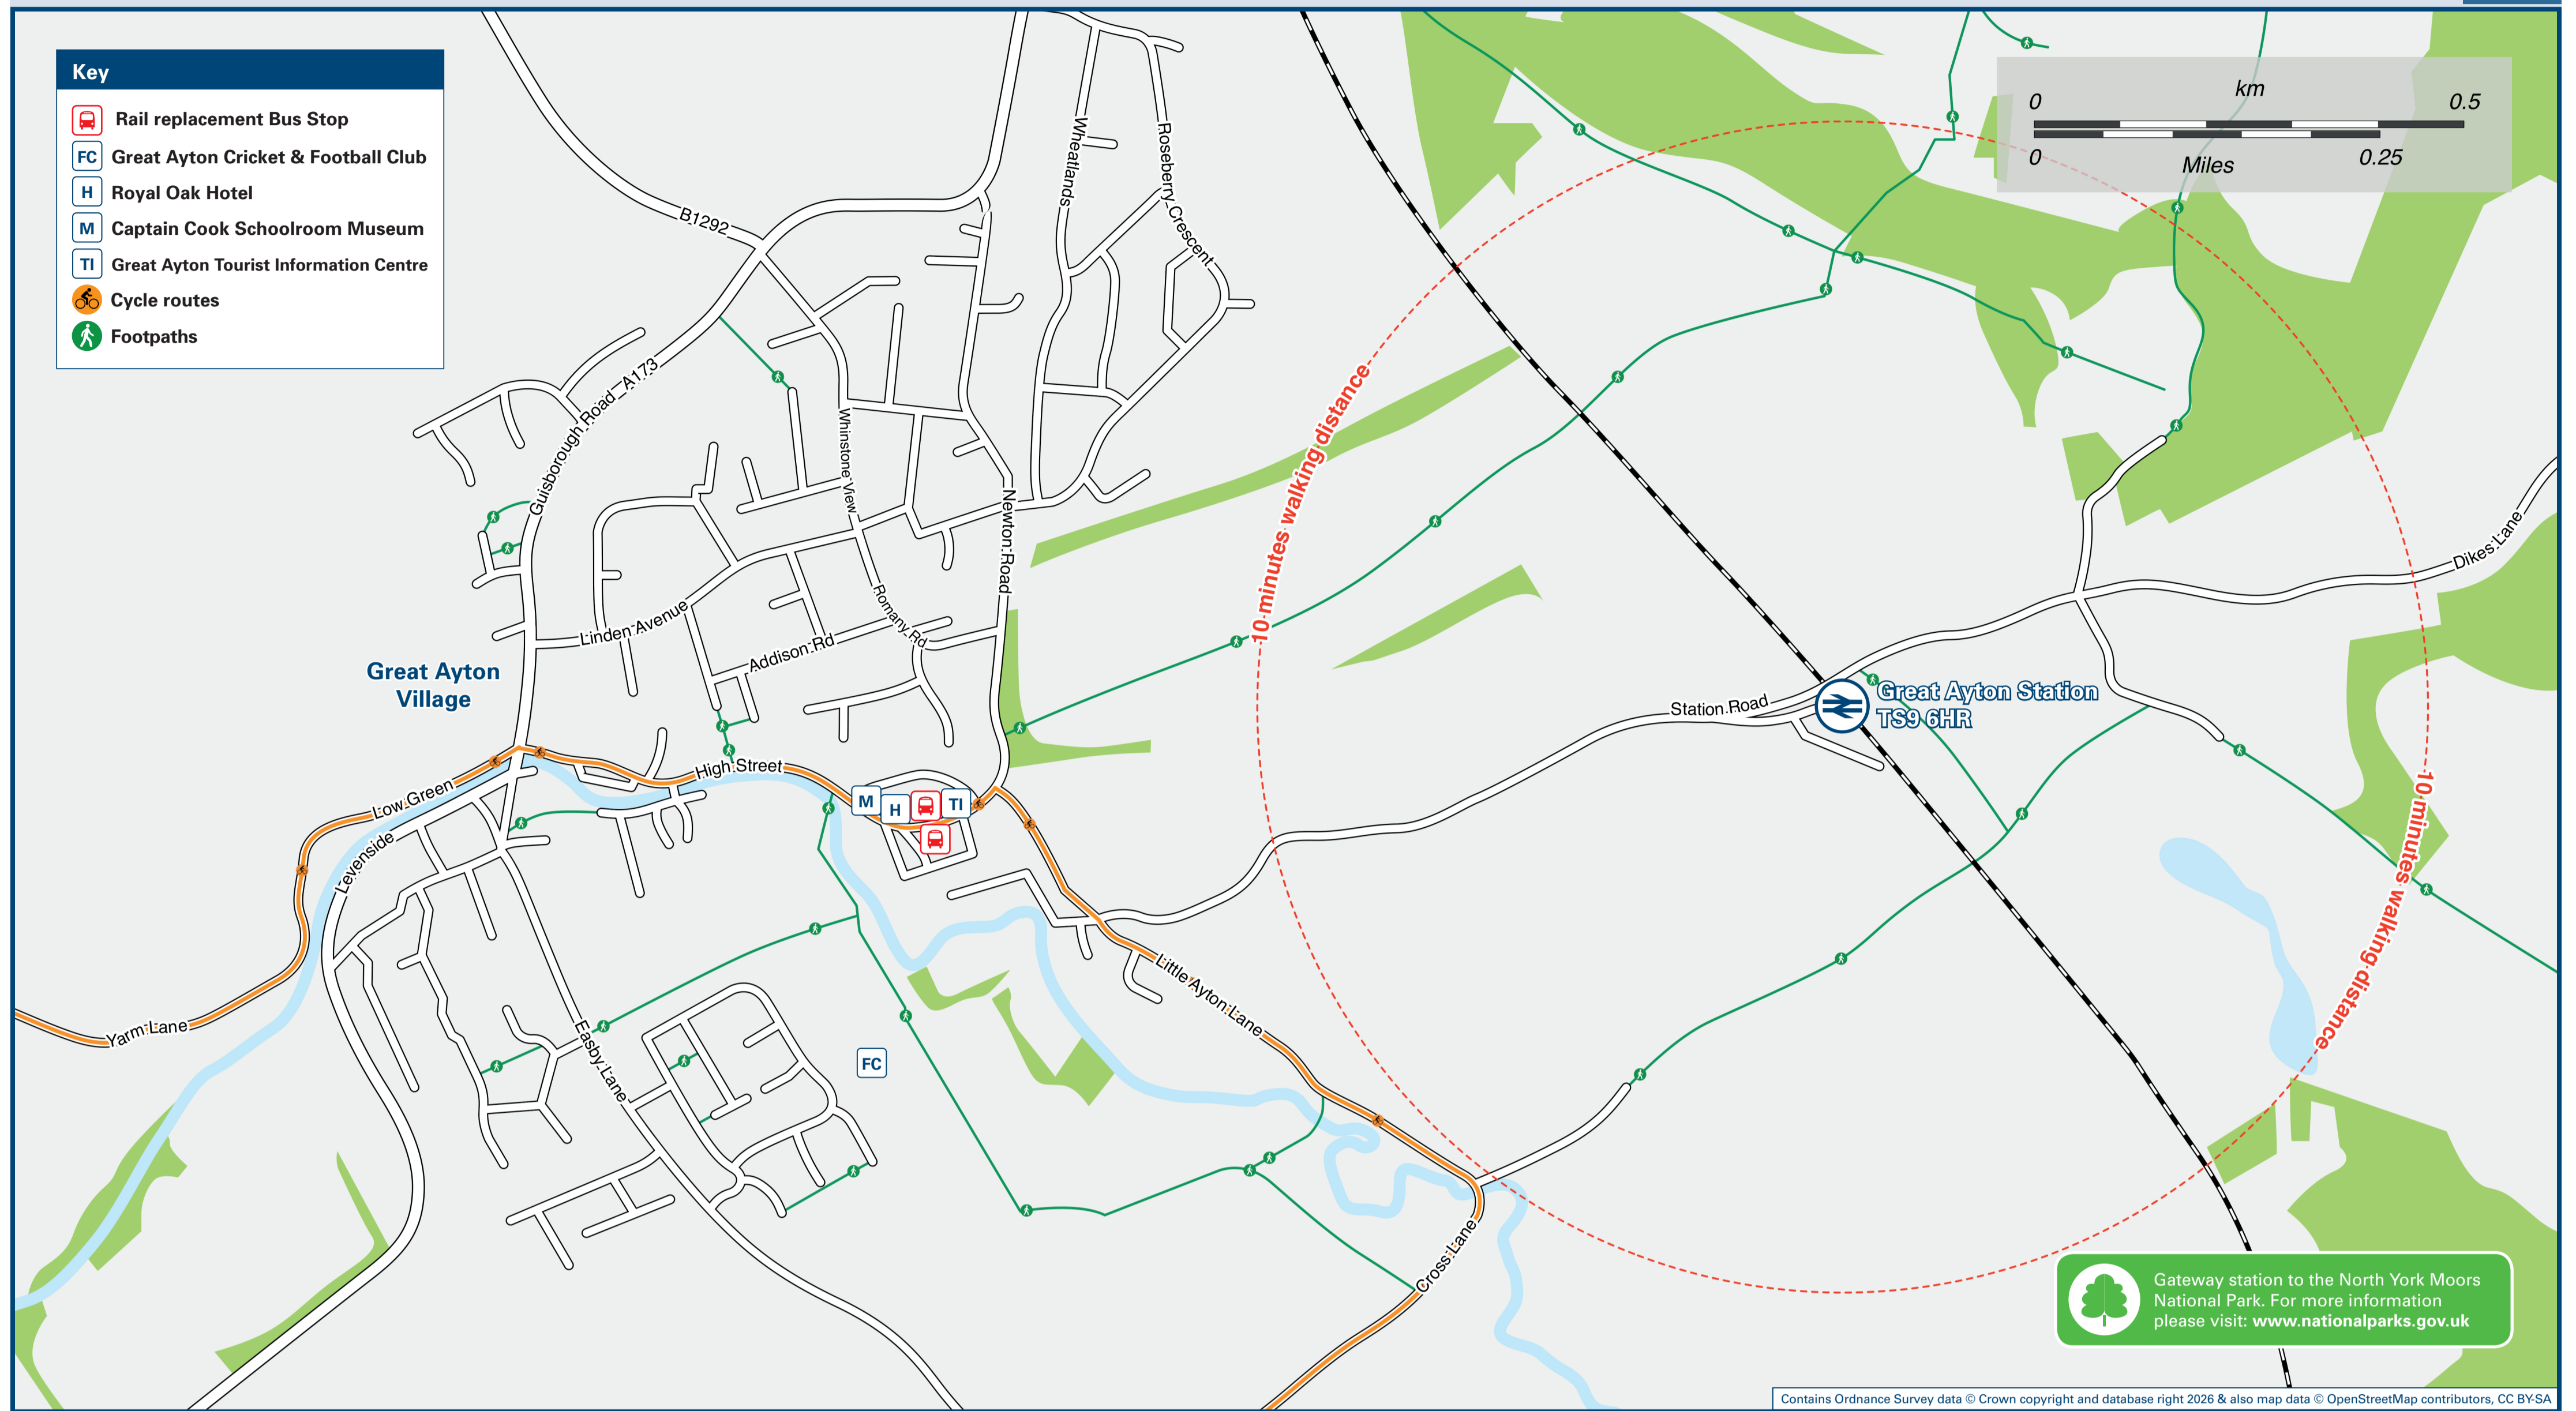 Key
Rail replacement Bus Stop
FC Great Ayton Cricket & Football Club
H Royal Oak Hotel
M Captain Cook Schoolroom Museum
TI Great Ayton Tourist Information Centre
Cycle routes
Footpaths
km
0 0.5
0 0.25
Miles
B1292
Wheatlands
Roseberry Crescent
Guisborough Road_A173
Whinstone View
Newton Road
10 minutes walking distance
Dikes Lane
Linden Avenue
Romany Rd
Addison Rd
Great Ayton
Village
Station Road
Great Ayton Station
TS9 6HR
High Street
Low Green
M
H
TI
Levenside
10 minutes walking distance
Little Ayton Lane
Yarm Lane
Easby Lane
FC
Cross Lane
Gateway station to the North York Moors
National Park. For more information
please visit: www.nationalparks.gov.uk
Contains Ordnance Survey data © Crown copyright and database right 2026 & also map data © OpenStreetMap contributors, CC BY-SA